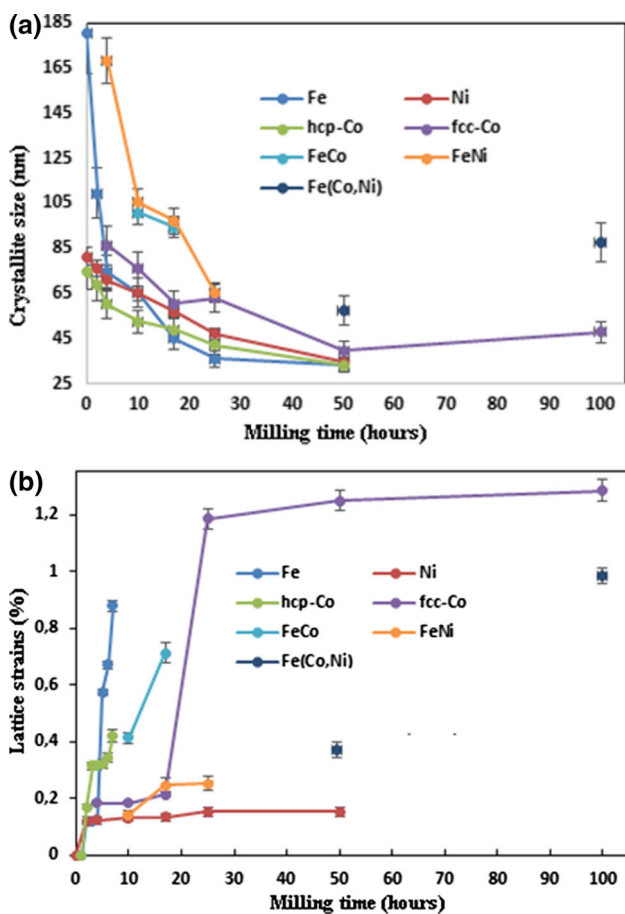 (a)
185
165
145
125
105
85
65
45
25
Crystallite size (nm)
Fe Ni
hcp-Co fcc-Co
FeCo FeNi
Fe(Co,Ni)
0 10 20 30 40 50 60 70 80 90 100
Milling time (hours)
(b)
1,2
1
0,8
0,6
0,4
0,2
0
Lattice strains (%)
Fe Ni
hcp-Co fcc-Co
FeCo FeNi
Fe(Co,Ni)
0 10 20 30 40 50 60 70 80 90 100
Milling time (hours)